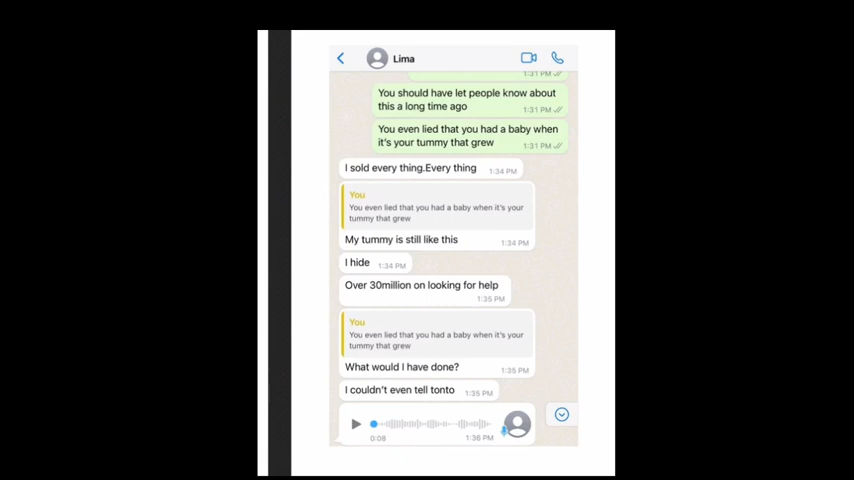 Lima
1:31 PM
You should have let people know about
this a long time ago
1:31 PM
You even lied that you had a baby when
it's your tummy that grew
1:31 PM
I sold every thing.Every thing
1:34 PM
You
You even lied that you had a baby when it's your
tummy that grew
My tummy is still like this
1:34 PM
I hide
1:34 PM
Over 30million on looking for help
1:35 PM
You
You even lied that you had a baby when it's your
tummy that grew
What would I have done?
1:35 PM
I couldn't even tell tonto
1:35 PM
0:08
1:36 PM